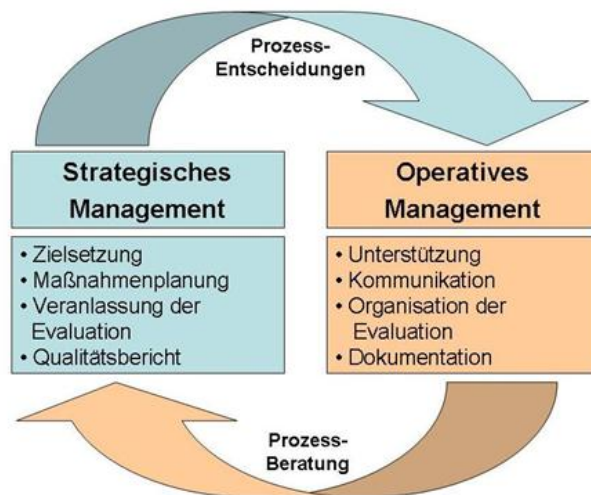 Prozess-
Entscheidungen
Strategisches
Management
• Zielsetzung
• Maßnahmenplanung
• Veranlassung der
Evaluation
• Qualitätsbericht
Operatives
Management
• Unterstützung
• Kommunikation
• Organisation der
Evaluation
• Dokumentation
Prozess-
Beratung